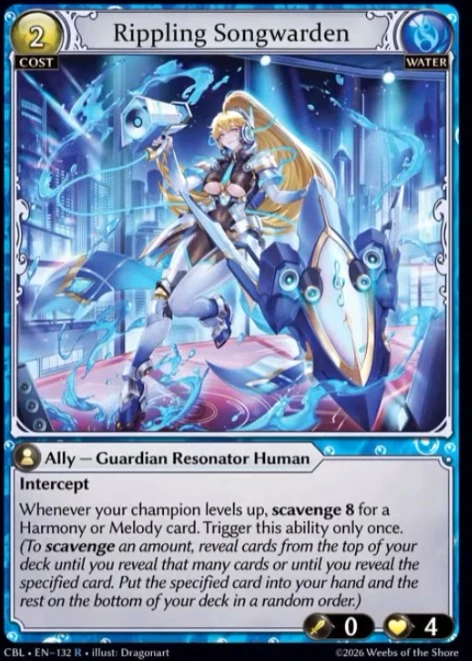 2
COST
Rippling Songwarden
WATER
Ally — Guardian Resonator Human
Intercept
Whenever your champion levels up, scavenge 8 for a
Harmony or Melody card. Trigger this ability only once.
(To scavenge an amount, reveal cards from the top of your
deck until you reveal that many cards or until you reveal the
specified card. Put the specified card into your hand and the
rest on the bottom of your deck in a random order.)
0
4
CBL • EN–132 R • illust: Dragonart
©2026 Weebs of the Shore